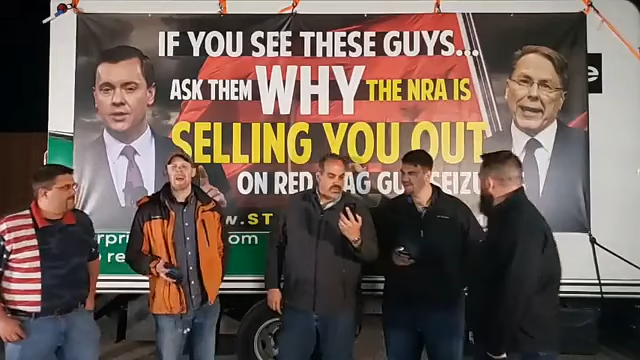 IF YOU SEE THESE GUYS...
ASK THEM WHY THE NRA IS
SELLING YOU OUT
ON RED